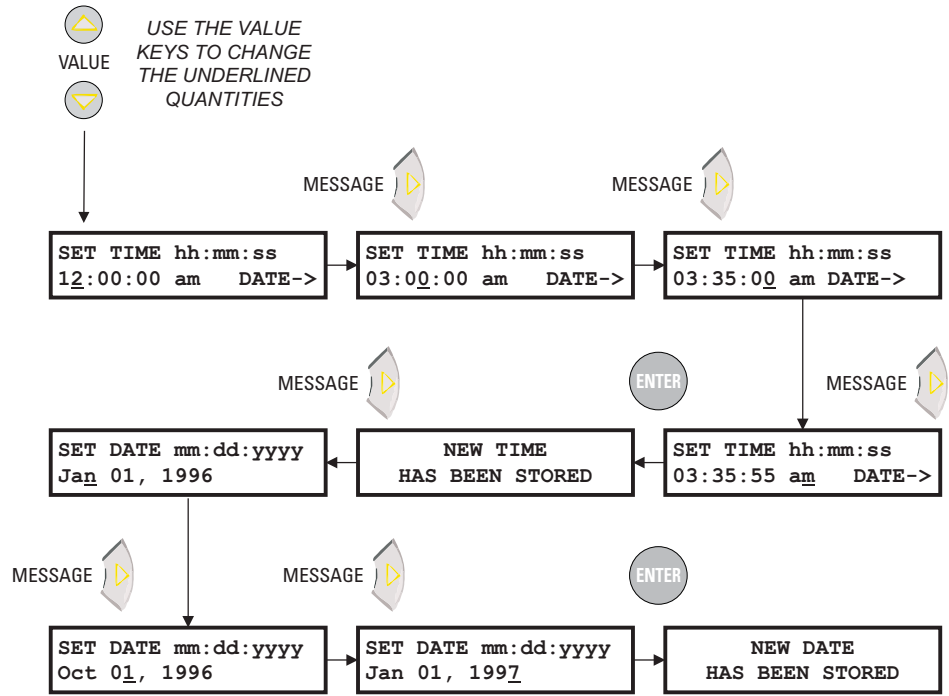 USE THE VALUE
KEYS TO CHANGE
THE UNDERLINED
QUANTITIES
VALUE
MESSAGE
MESSAGE
SET TIME hh:mm:ss
12:00:00 am DATE->
SET TIME hh:mm:ss
03:00:00 am DATE->
SET TIME hh:mm:ss
03:35:00 am DATE->
MESSAGE
ENTER
MESSAGE
SET DATE mm:dd:yyyy
Jan 01, 1996
NEW TIME
HAS BEEN STORED
SET TIME hh:mm:ss
03:35:55 am DATE->
MESSAGE
MESSAGE
ENTER
SET DATE mm:dd:yyyy
Oct 01, 1996
SET DATE mm:dd:yyyy
Jan 01, 1997
NEW DATE
HAS BEEN STORED